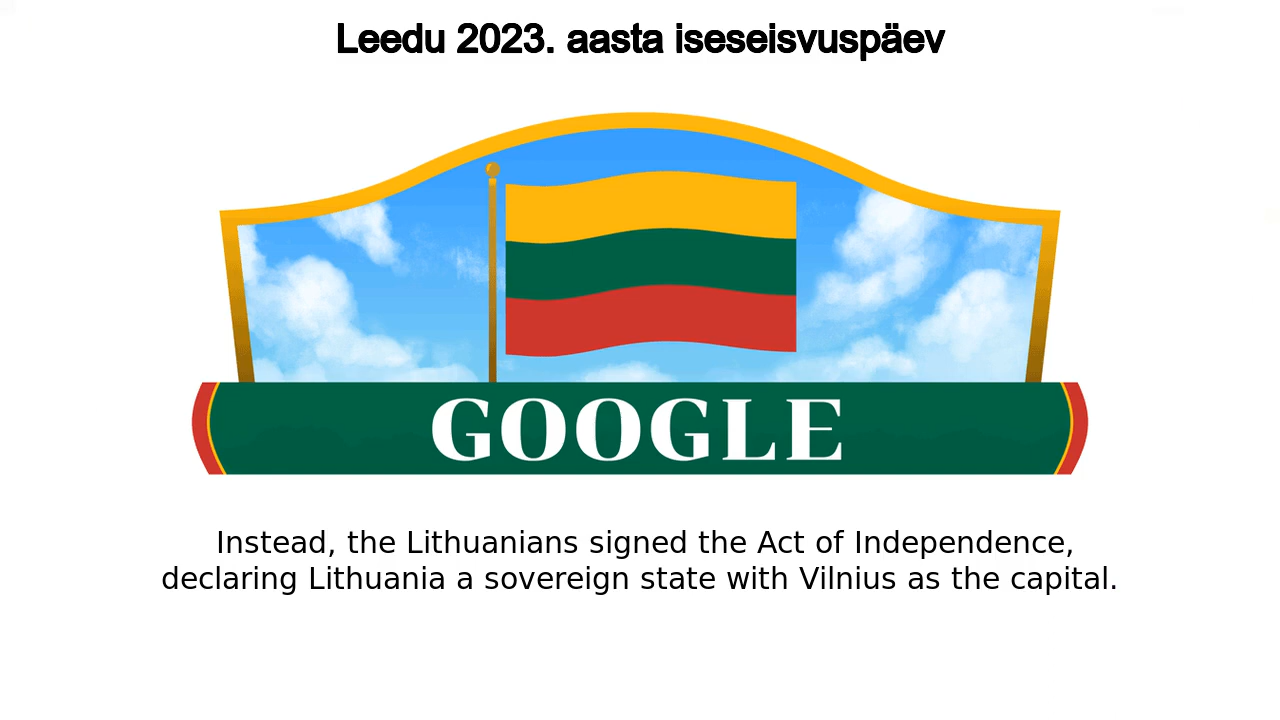 Leedu 2023. aasta iseseisvuspäev
GOOGLE
Instead, the Lithuanians signed the Act of Independence,
declaring Lithuania a sovereign state with Vilnius as the capital.